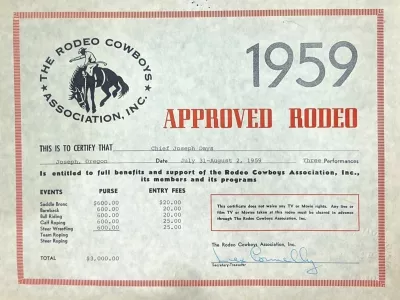 THE RODEO COWBOYS
ASSOCIATION, INC.
1959
APPROVED RODEO
THIS IS TO CERTIFY THAT Chief Joseph Days
Joseph, Oregon Date July 31-August 2, 1959 Three Performances
is entitled to full benefits and support of the Rodeo Cowboys Association, Inc.,
its members and its programs
EVENTS PURSE ENTRY FEES
Saddle Bronc $600.00 $20.00
Bareback 600.00 20.00
Bull Riding 600.00 20.00
Calf Roping 600.00 25.00
Steer Wrestling 600.00 25.00
Team Roping
Steer Roping
TOTAL $3,000.00
This certificate does not waive any TV or Movie rights. Any live or
film TV or Movies taken at this rodeo must be cleared in advance
through The Rodeo Cowboys Association, Inc.
The Rodeo Cowboys Association, Inc.
Secretary-Treasurer